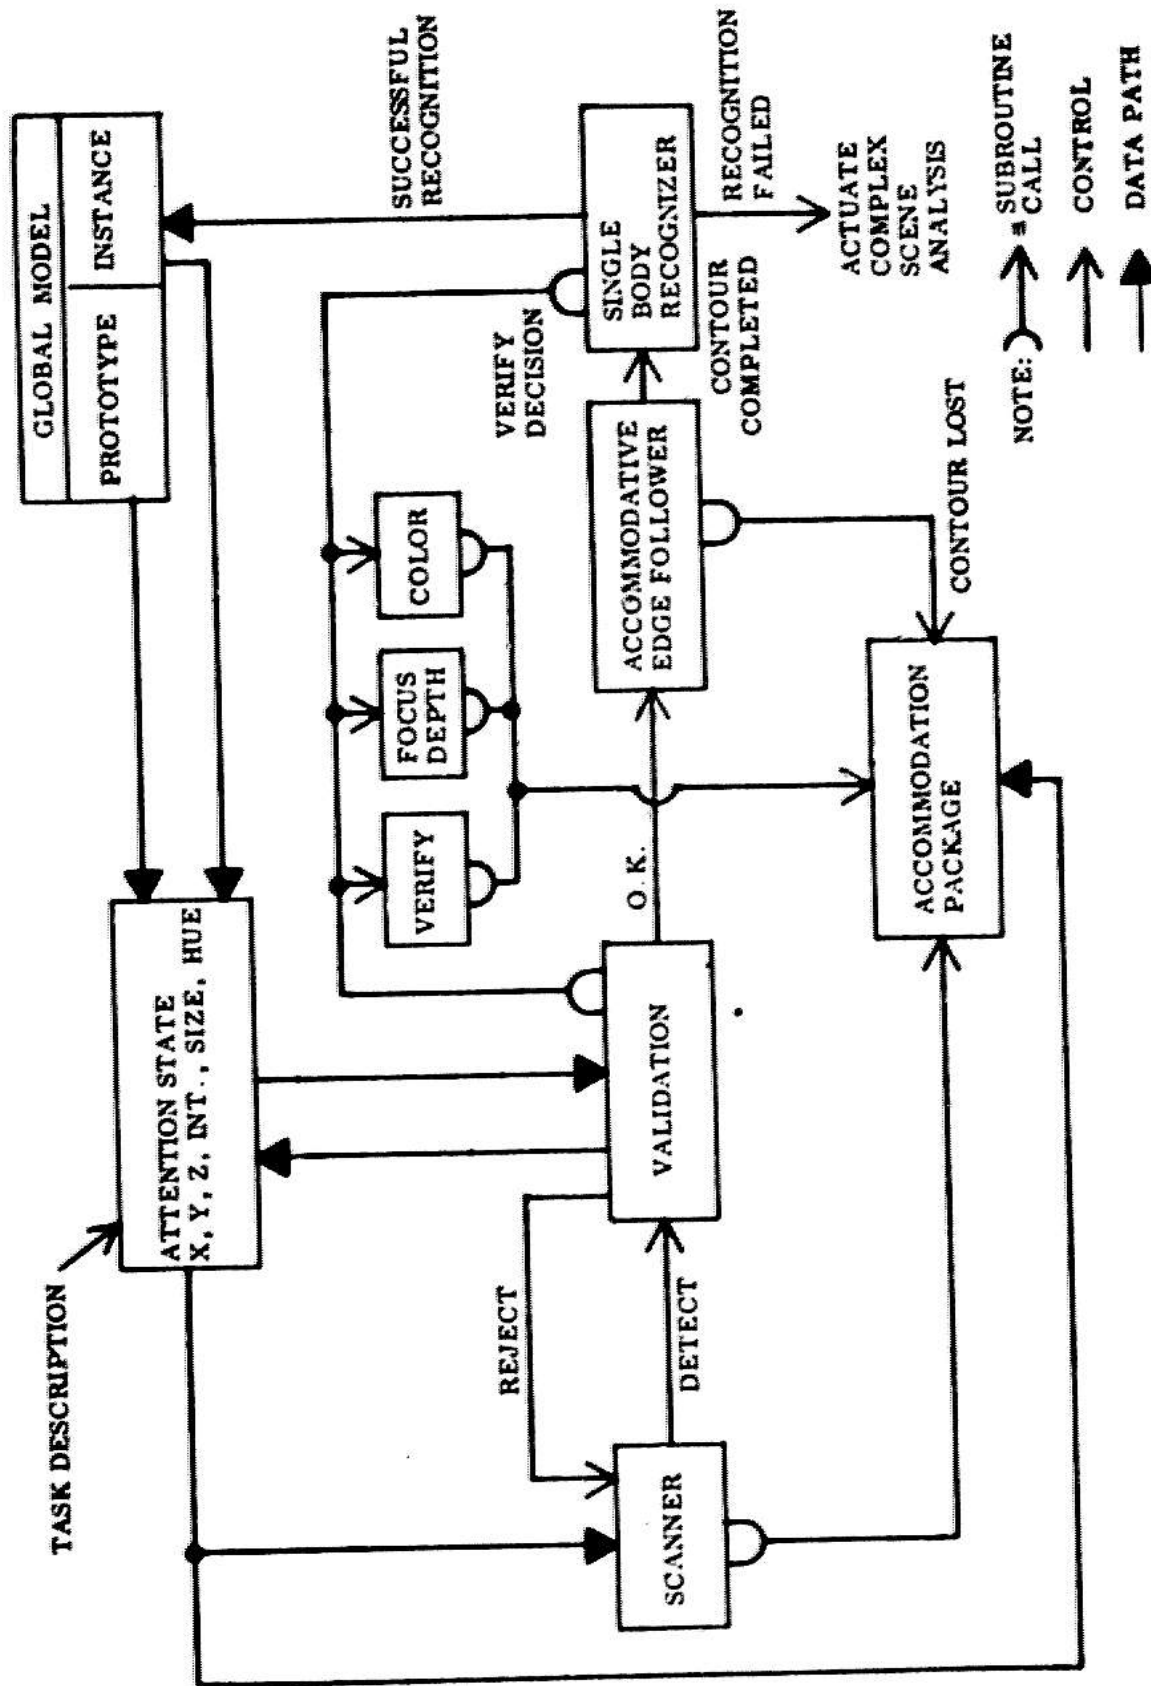 TASK DESCRIPTION
ATTENTION STATE
X, Y, Z, INT., SIZE, HUE
GLOBAL MODEL
PROTOTYPE
INSTANCE
REJECT
DETECT
SCANNER
VALIDATION
VERIFY
FOCUS
DEPTH
COLOR
O.K.
VERIFY
DECISION
SUCCESSFUL
RECOGNITION
ACCOMMODATIVE
EDGE FOLLOWER
SINGLE
BODY
RECOGNIZER
CONTOUR
COMPLETED
RECOGNITION
FAILED
ACTUATE
COMPLEX
SCENE
ANALYSIS
ACCOMMODATION
PACKAGE
CONTOUR LOST
NOTE:
SUBROUTINE
CALL
CONTROL
DATA PATH